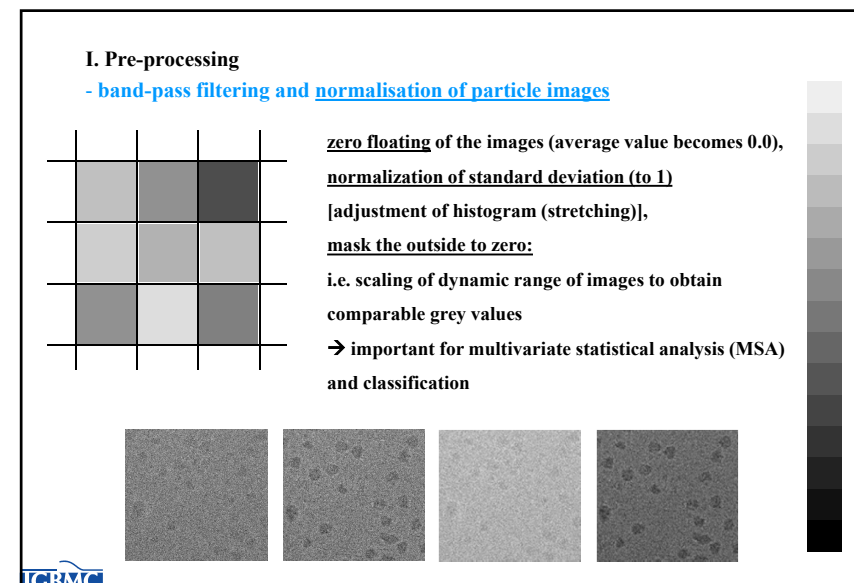 I. Pre-processing
- band-pass filtering and normalisation of particle images
zero floating of the images (average value becomes 0.0),
normalization of standard deviation (to 1)
[adjustment of histogram (stretching)],
mask the outside to zero:
i.e. scaling of dynamic range of images to obtain
comparable grey values
→ important for multivariate statistical analysis (MSA)
and classification
IGBMC